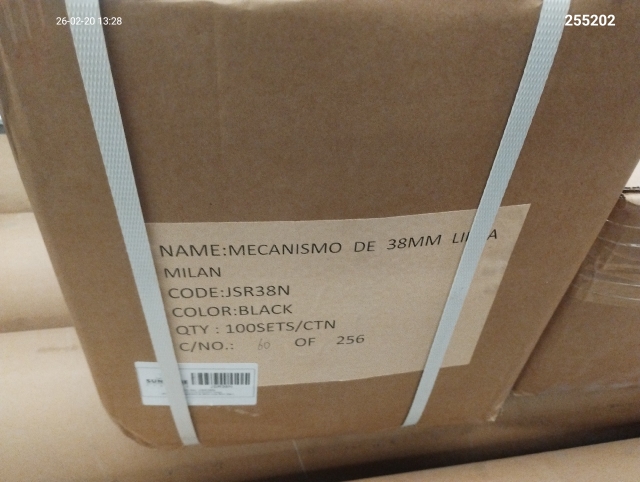 26-02-20 13:28
255202
NAME:MECANISMO DE 38MM
MILAN
CODE:JSR38N
COLOR:BLACK
QTY : 100SETS/CTN
C/NO.: 60 OF 256
SUN